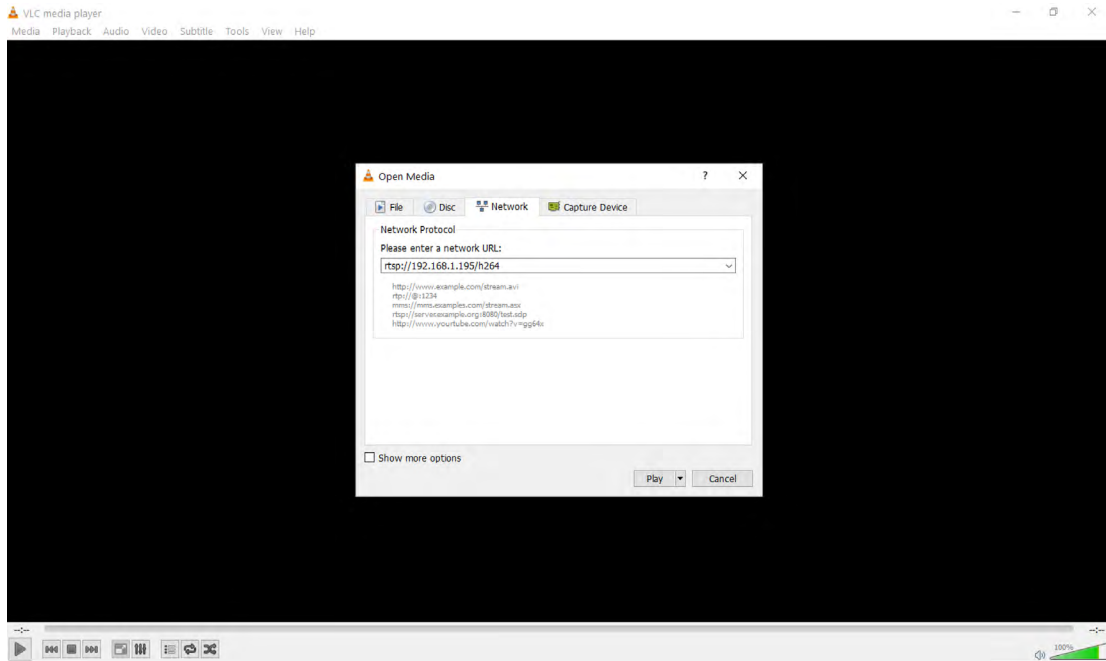 VLC media player
Media Playback Audio Video Subtitle Tools View Help
Open Media
?
File Disc Network Capture Device
Network Protocol
Please enter a network URL:
rtsp://192.168.1.195/h264
http://www.example.com/stream.avi
rtp://@:1234
mms://mms.examples.com/stream.asx
rtsp://server.example.org:8080/test.sdp
http://www.yourtube.com/watch?v=gg64x
Show more options
Play Cancel
--:-- --:--
100%